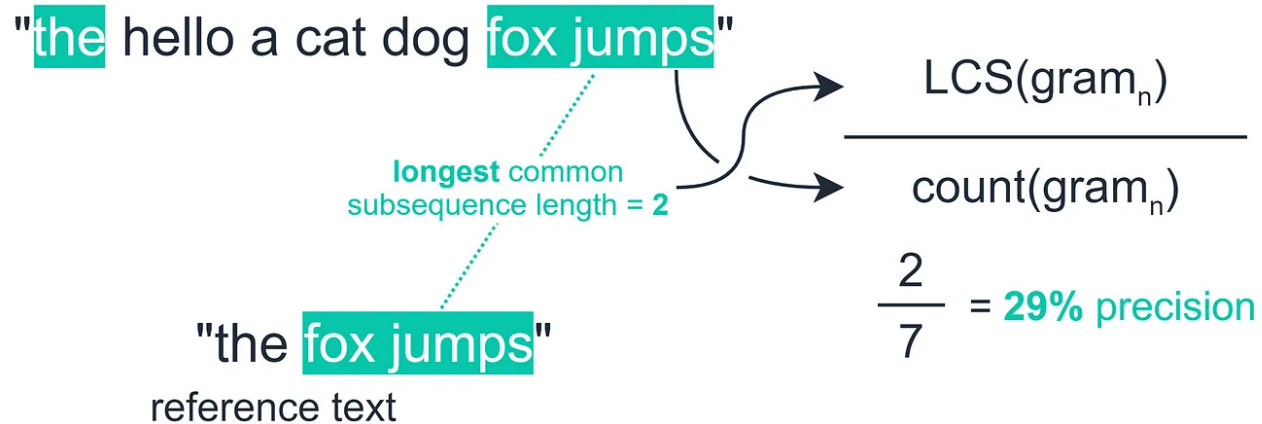 "the hello a cat dog fox jumps"
LCS(gramn)
count(gramn)
longest common
subsequence length = 2
2
7
= 29% precision
"the fox jumps"
reference text